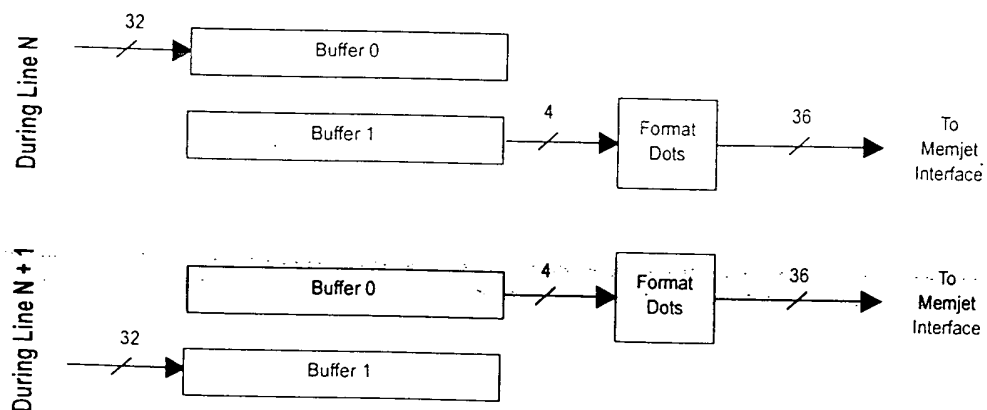 During Line N
32
Buffer 0
Buffer 1
4
Format
Dots
36
To
Memjet
Interface
During Line N + 1
Buffer 0
4
Format
Dots
36
To
Memjet
Interface
32
Buffer 1